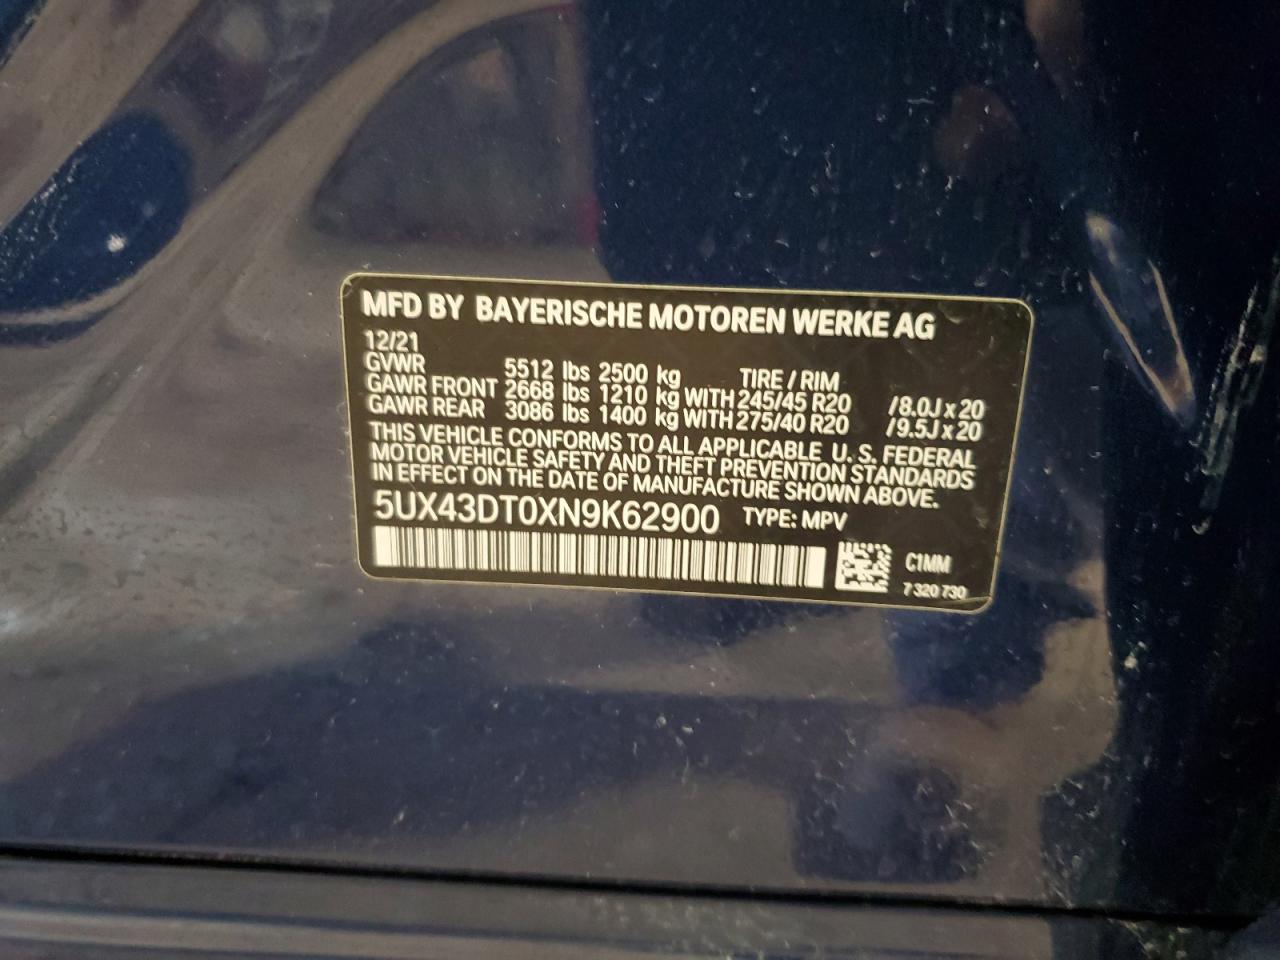 MFD BY BAYERISCHE MOTOREN WERKE AG
12/21
GVWR 5512 lbs 2500 kg TIRE / RIM
GAWR FRONT 2668 lbs 1210 kg WITH 245/45 R20 /8.0J x 20
GAWR REAR 3086 lbs 1400 kg WITH 275/40 R20 /9.5J x 20
THIS VEHICLE CONFORMS TO ALL APPLICABLE U. S. FEDERAL
MOTOR VEHICLE SAFETY AND THEFT PREVENTION STANDARDS
IN EFFECT ON THE DATE OF MANUFACTURE SHOWN ABOVE.
5UX43DT0XN9K62900 TYPE: MPV
C1MM
7 320 730